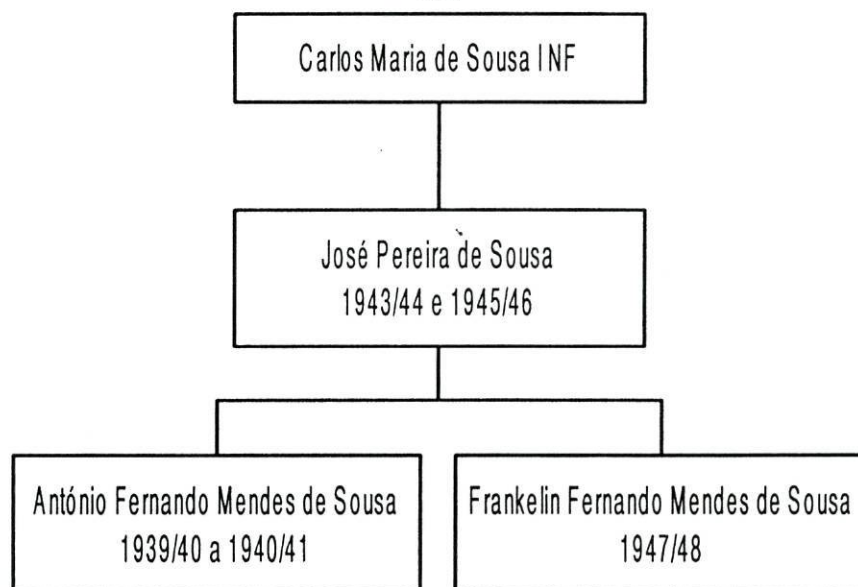 Carlos Maria de Sousa INF
José Pereira de Sousa
1943/44 e 1945/46
António Fernando Mendes de Sousa
1939/40 a 1940/41
Frankelin Fernando Mendes de Sousa
1947/48